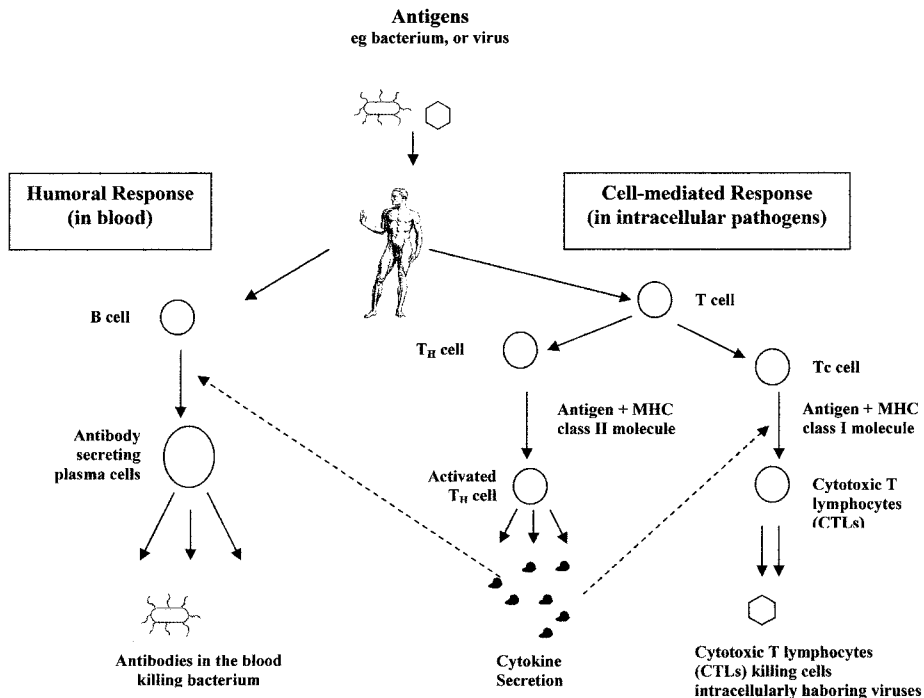 Antigens
eg bacterium, or virus
Humoral Response
(in blood)
Cell-mediated Response
(in intracellular pathogens)
B cell
T cell
TH cell
Tc cell
Antigen + MHC
class II molecule
Antigen + MHC
class I molecule
Antibody
secreting
plasma cells
Activated
TH cell
Cytotoxic T
lymphocytes
(CTLs)
Antibodies in the blood
killing bacterium
Cytokine
Secretion
Cytotoxic T lymphocytes
(CTLs) killing cells
intracellularly haboring viruses